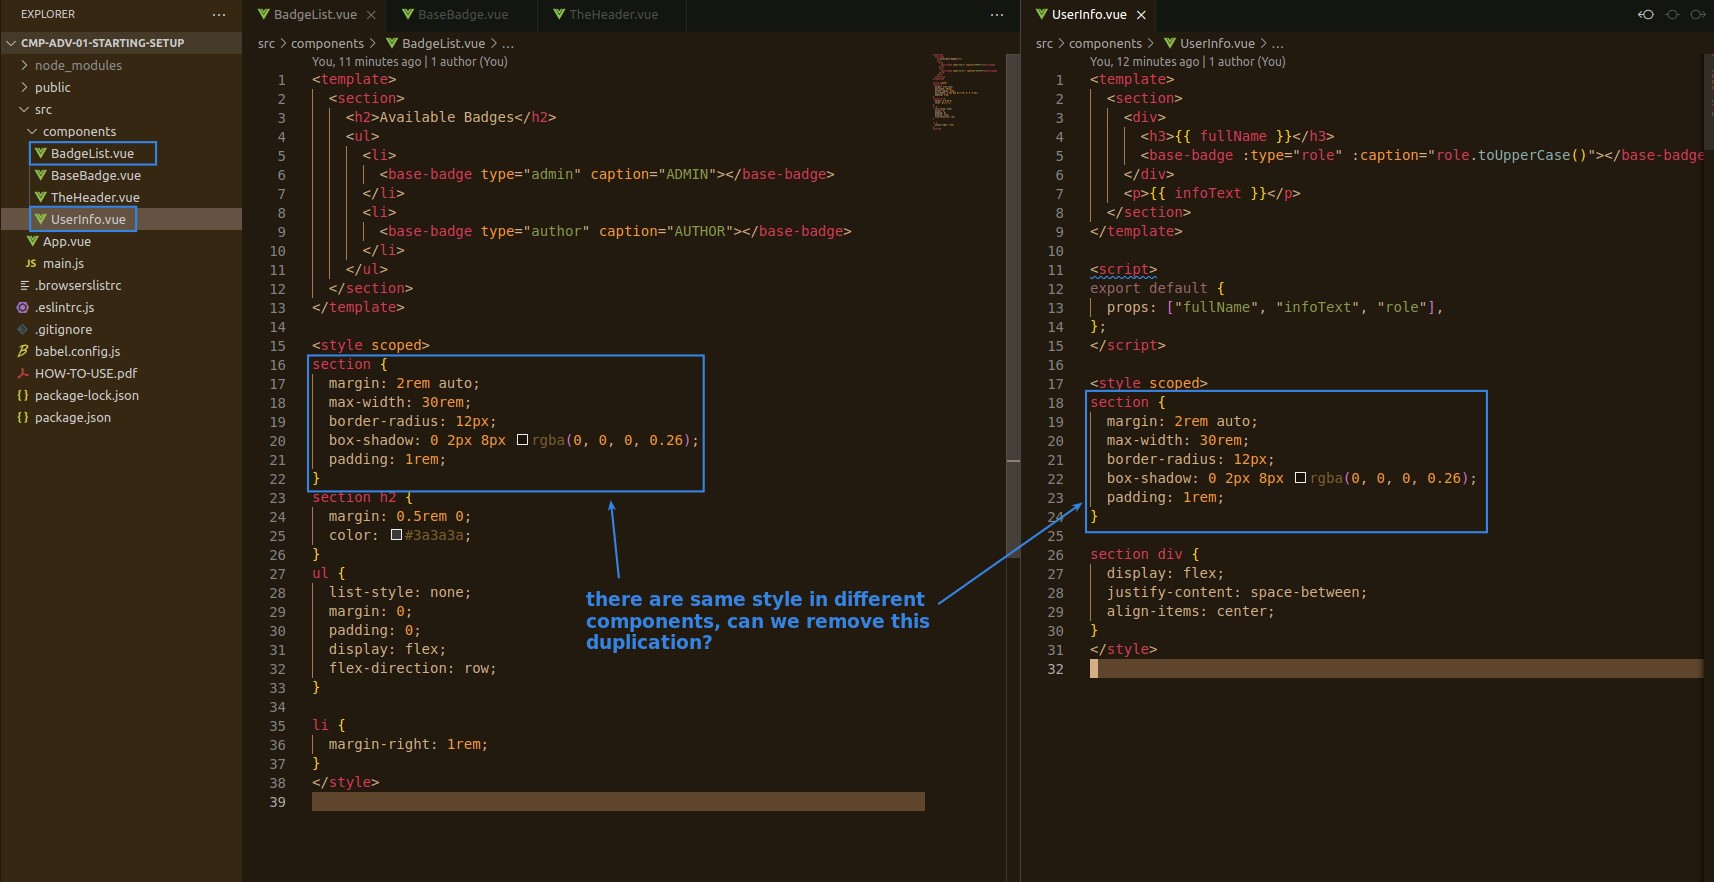 EXPLORER
CMP-ADV-01-STARTING-SETUP
node_modules
public
src
components
BadgeList.vue
BaseBadge.vue
TheHeader.vue
UserInfo.vue
App.vue
JS main.js
.browserslistrc
.eslintrc.js
.gitignore
babel.config.js
HOW-TO-USE.pdf
{} package-lock.json
{} package.json
BadgeList.vue BaseBadge.vue TheHeader.vue ...
src > components > BadgeList.vue > ...
You, 11 minutes ago | 1 author (You)
1 <template>
2 <section>
3 <h2>Available Badges</h2>
4 <ul>
5 <li>
6 <base-badge type="admin" caption="ADMIN"></base-badge>
7 </li>
8 <li>
9 <base-badge type="author" caption="AUTHOR"></base-badge>
10 </li>
11 </ul>
12 </section>
13 </template>
14
15 <style scoped>
16 section {
17 margin: 2rem auto;
18 max-width: 30rem;
19 border-radius: 12px;
20 box-shadow: 0 2px 8px rgba(0, 0, 0, 0.26);
21 padding: 1rem;
22 }
23 section h2 {
24 margin: 0.5rem 0;
25 color: #3a3a3a;
26 }
27 ul {
28 list-style: none;
29 margin: 0;
30 padding: 0;
31 display: flex;
32 flex-direction: row;
33 }
34
35 li {
36 margin-right: 1rem;
37 }
38 </style>
39
there are same style in different
components, can we remove this
duplication?
UserInfo.vue
src > components > UserInfo.vue > ...
You, 12 minutes ago | 1 author (You)
1 <template>
2 <section>
3 <div>
4 <h3>{{ fullName }}</h3>
5 <base-badge :type="role" :caption="role.toUpperCase()"></base-badge
6 </div>
7 <p>{{ infoText }}</p>
8 </section>
9 </template>
10
11 <script>
12 export default {
13 props: ["fullName", "infoText", "role"],
14 };
15 </script>
16
17 <style scoped>
18 section {
19 margin: 2rem auto;
20 max-width: 30rem;
21 border-radius: 12px;
22 box-shadow: 0 2px 8px rgba(0, 0, 0, 0.26);
23 padding: 1rem;
24 }
25
26 section div {
27 display: flex;
28 justify-content: space-between;
29 align-items: center;
30 }
31 </style>
32